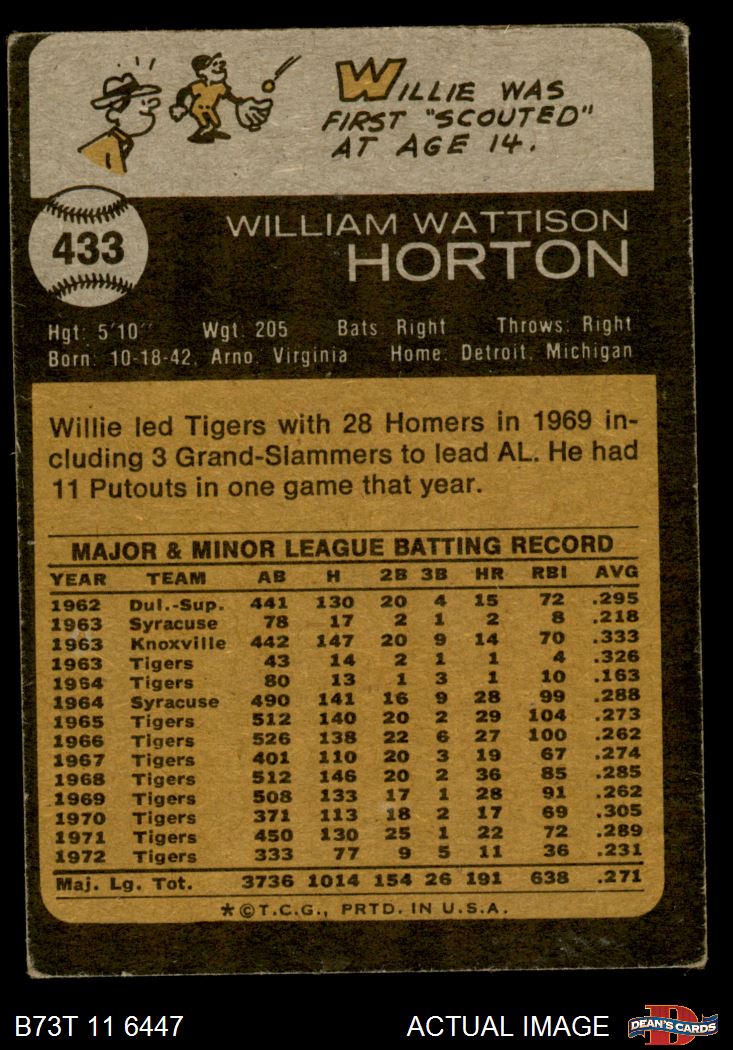 WILLIE WAS
FIRST "SCOUTED"
AT AGE 14.
433
WILLIAM WATTISON
HORTON
Hgt: 5'10" Wgt: 205 Bats: Right Throws: Right
Born: 10-18-42, Arno, Virginia Home: Detroit, Michigan
Willie led Tigers with 28 Homers in 1969 in-
cluding 3 Grand-Slammers to lead AL. He had
11 Putouts in one game that year.
MAJOR & MINOR LEAGUE BATTING RECORD
YEAR TEAM AB H 2B 3B HR RBI AVG
1962 Dul.-Sup. 441 130 20 4 15 72 .295
1963 Syracuse 78 17 2 1 2 8 .218
1963 Knoxville 442 147 20 9 14 70 .333
1963 Tigers 43 14 2 1 1 4 .326
1964 Tigers 80 13 1 3 1 10 .163
1964 Syracuse 490 141 16 9 28 99 .288
1965 Tigers 512 140 20 2 29 104 .273
1966 Tigers 526 138 22 6 27 100 .262
1967 Tigers 401 110 20 3 19 67 .274
1968 Tigers 512 146 20 2 36 85 .285
1969 Tigers 508 133 17 1 28 91 .262
1970 Tigers 371 113 18 2 17 69 .305
1971 Tigers 450 130 25 1 22 72 .289
1972 Tigers 333 77 9 5 11 36 .231
Maj. Lg. Tot. 3736 1014 154 26 191 638 .271
*©T.C.G., PRTD. IN U.S.A.
B73T 11 6447 ACTUAL IMAGE
D
DEAN'S CARDS